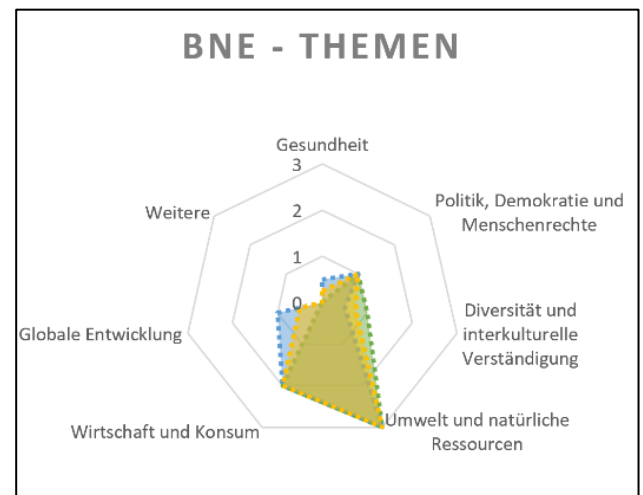 BNE - THEMEN
Gesundheit
3
2
1
0
Politik, Demokratie und
Menschenrechte
Diversität und
interkulturelle
Verständigung
Umwelt und natürliche
Ressourcen
Wirtschaft und Konsum
Globale Entwicklung
Weitere